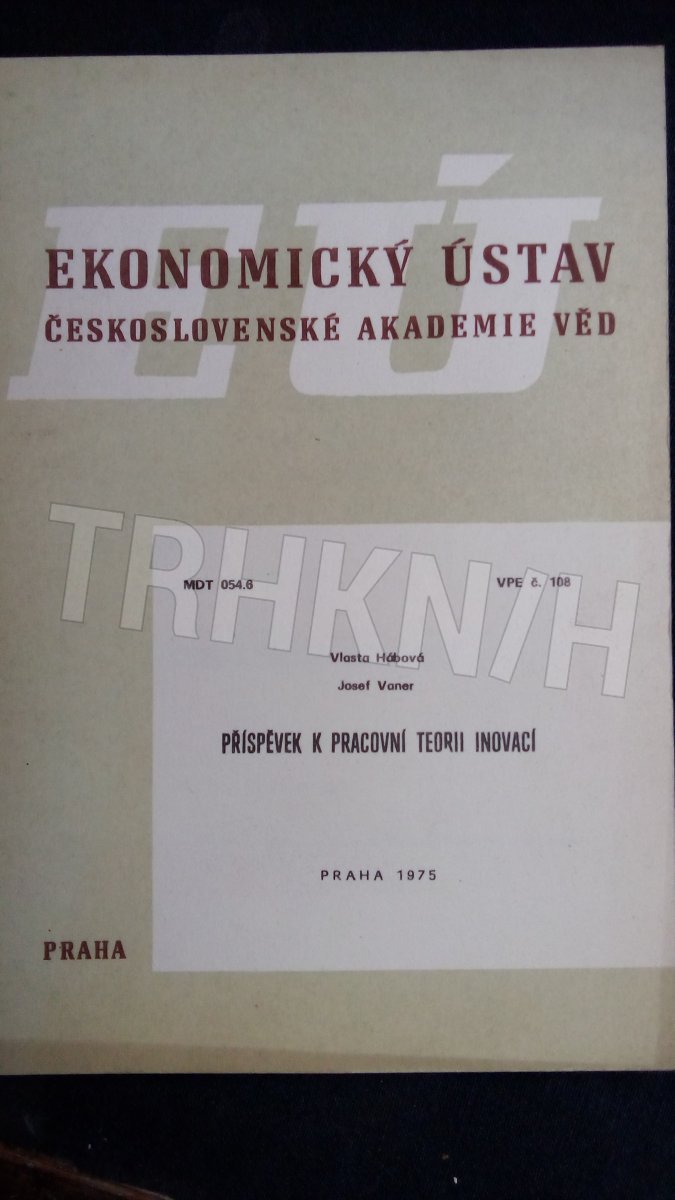 EÚ
EKONOMICKÝ ÚSTAV
ČESKOSLOVENSKÉ AKADEMIE VĚD
TRHKNIH
MDT 054.6
VPE č. 108
Vlasta Hábová
Josef Vaner
PŘÍSPĚVEK K PRACOVNÍ TEORII INOVACÍ
PRAHA 1975
PRAHA